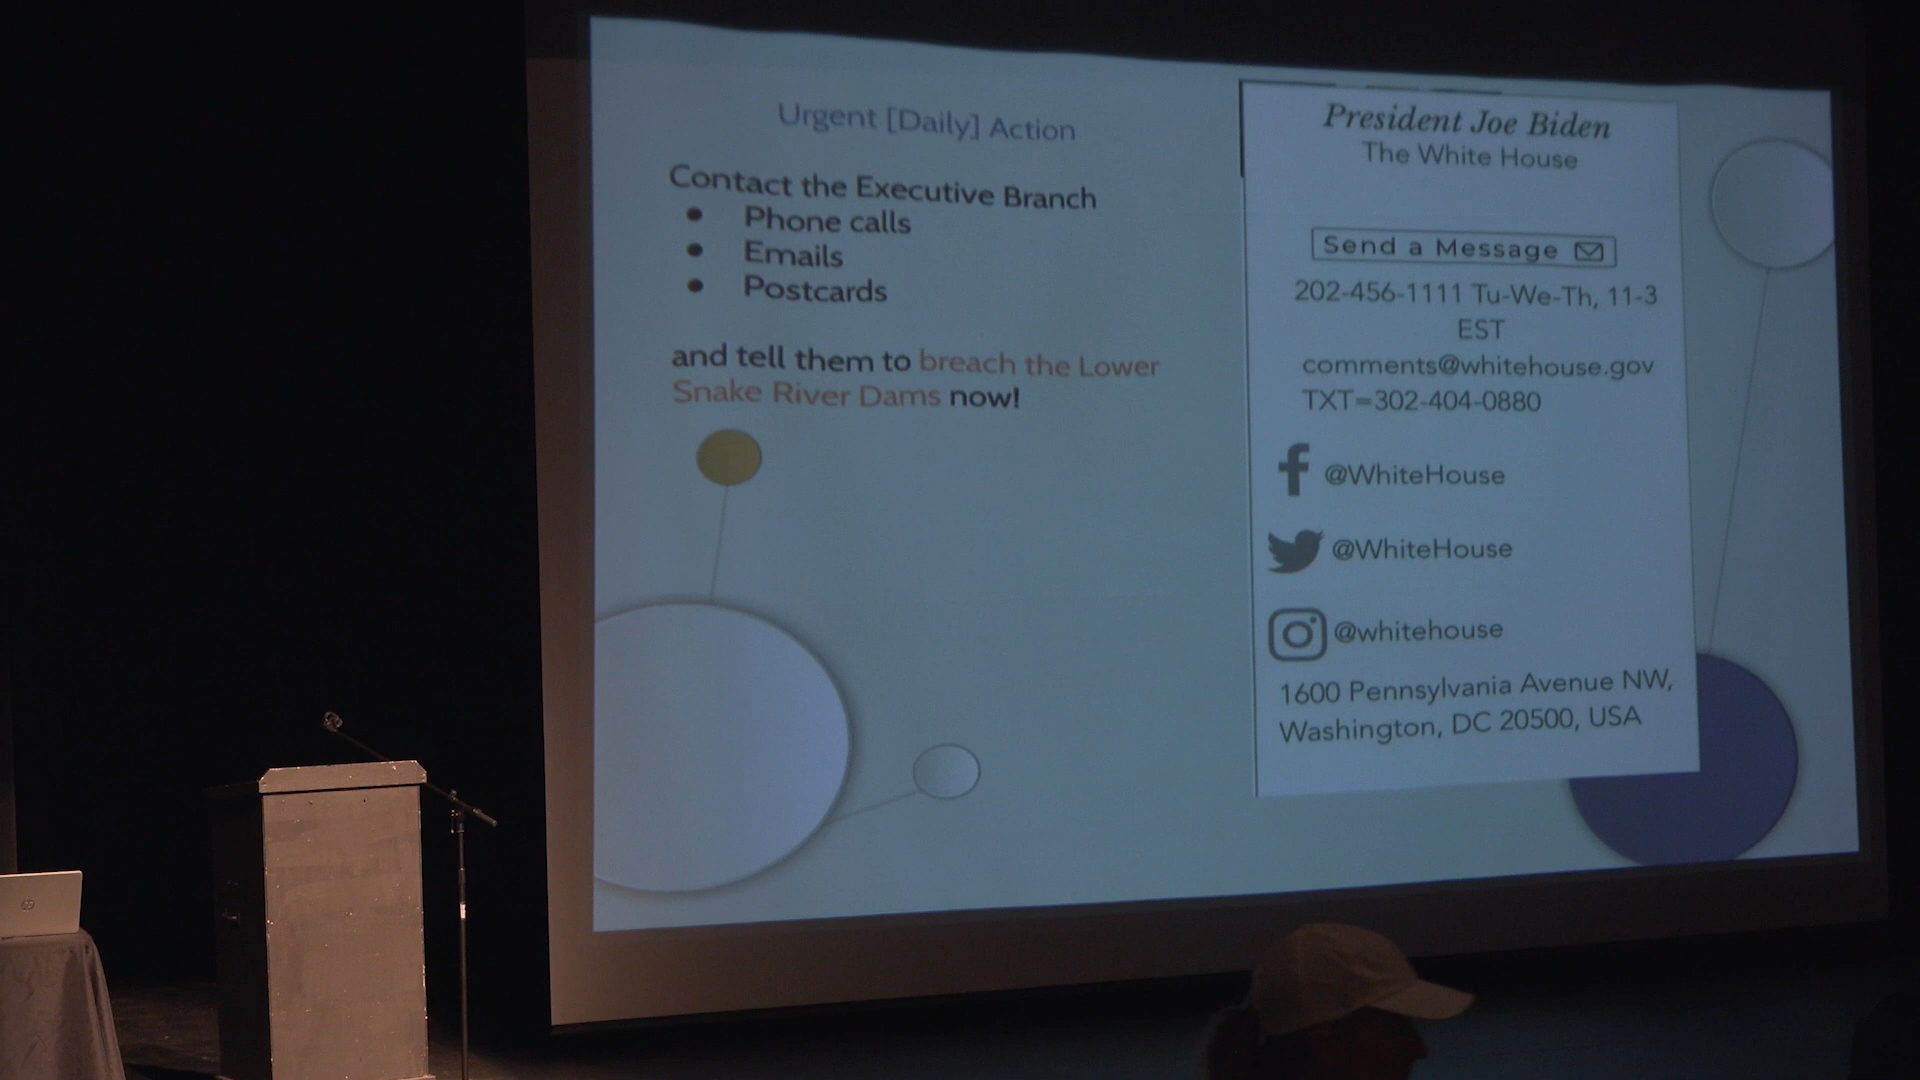 Urgent [Daily] Action
Contact the Executive Branch
• Phone calls
• Emails
• Postcards
and tell them to breach the Lower
Snake River Dams now!
President Joe Biden
The White House
Send a Message
202-456-1111 Tu-We-Th, 11-3
EST
comments@whitehouse.gov
TXT=302-404-0880
@WhiteHouse
@WhiteHouse
@whitehouse
1600 Pennsylvania Avenue NW,
Washington, DC 20500, USA
hp